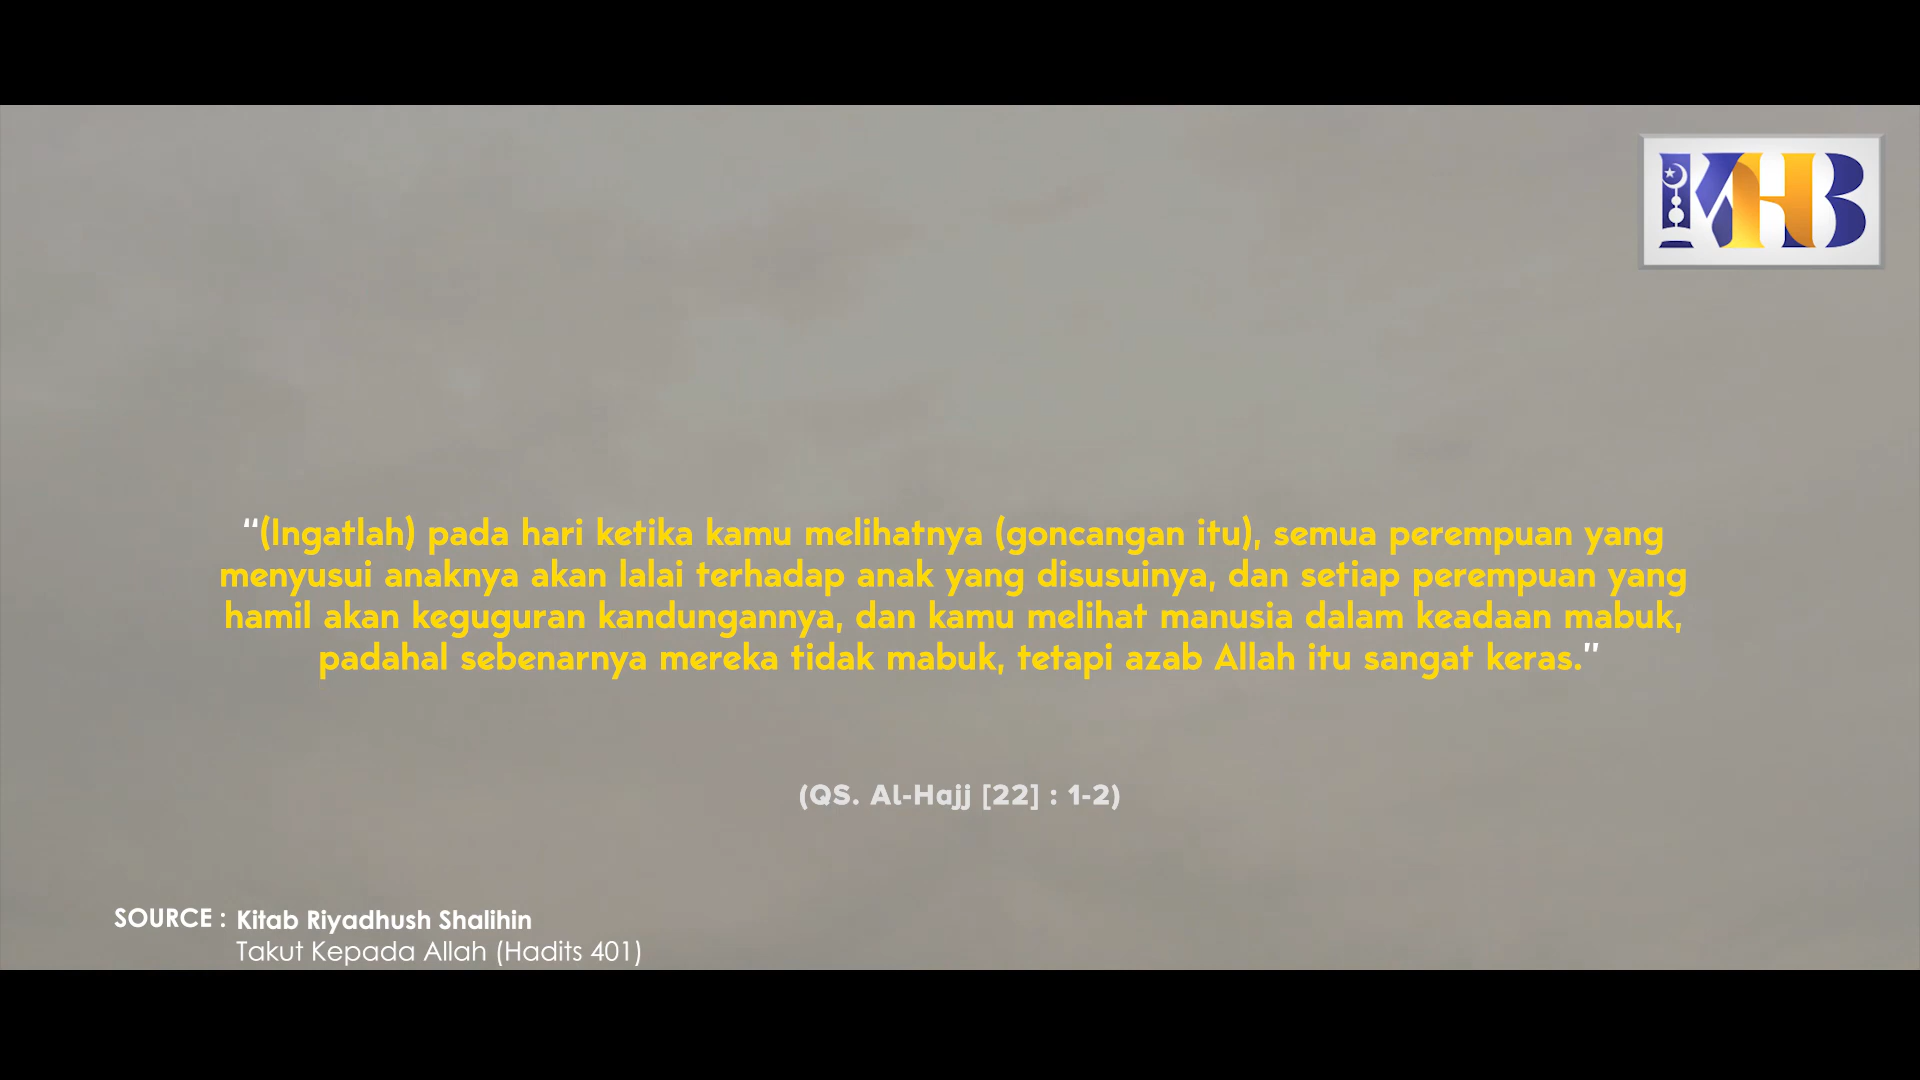 KHB
“(Ingatlah) pada hari ketika kamu melihatnya (goncangan itu), semua perempuan yang
menyusui anaknya akan lalai terhadap anak yang disusuinya, dan setiap perempuan yang
hamil akan keguguran kandungannya, dan kamu melihat manusia dalam keadaan mabuk,
padahal sebenarnya mereka tidak mabuk, tetapi azab Allah itu sangat keras.”
(QS. Al-Hajj [22] : 1-2)
SOURCE : Kitab Riyadhush Shalihin
Takut Kepada Allah (Hadits 401)